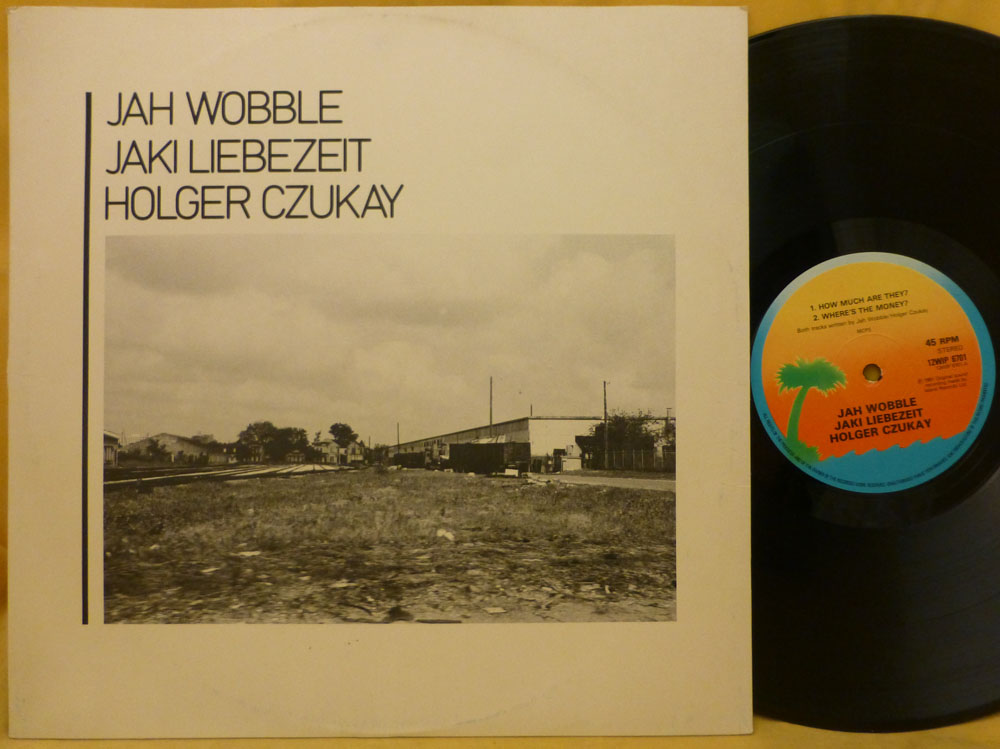 JAH WOBBLE
JAKI LIEBEZEIT
HOLGER CZUKAY
1. HOW MUCH ARE THEY?
2. WHERE'S THE MONEY?
Both tracks written by Jah Wobble/Holger Czukay
45 RPM
STEREO
12WIP 6701
JAH WOBBLE
JAKI LIEBEZEIT
HOLGER CZUKAY